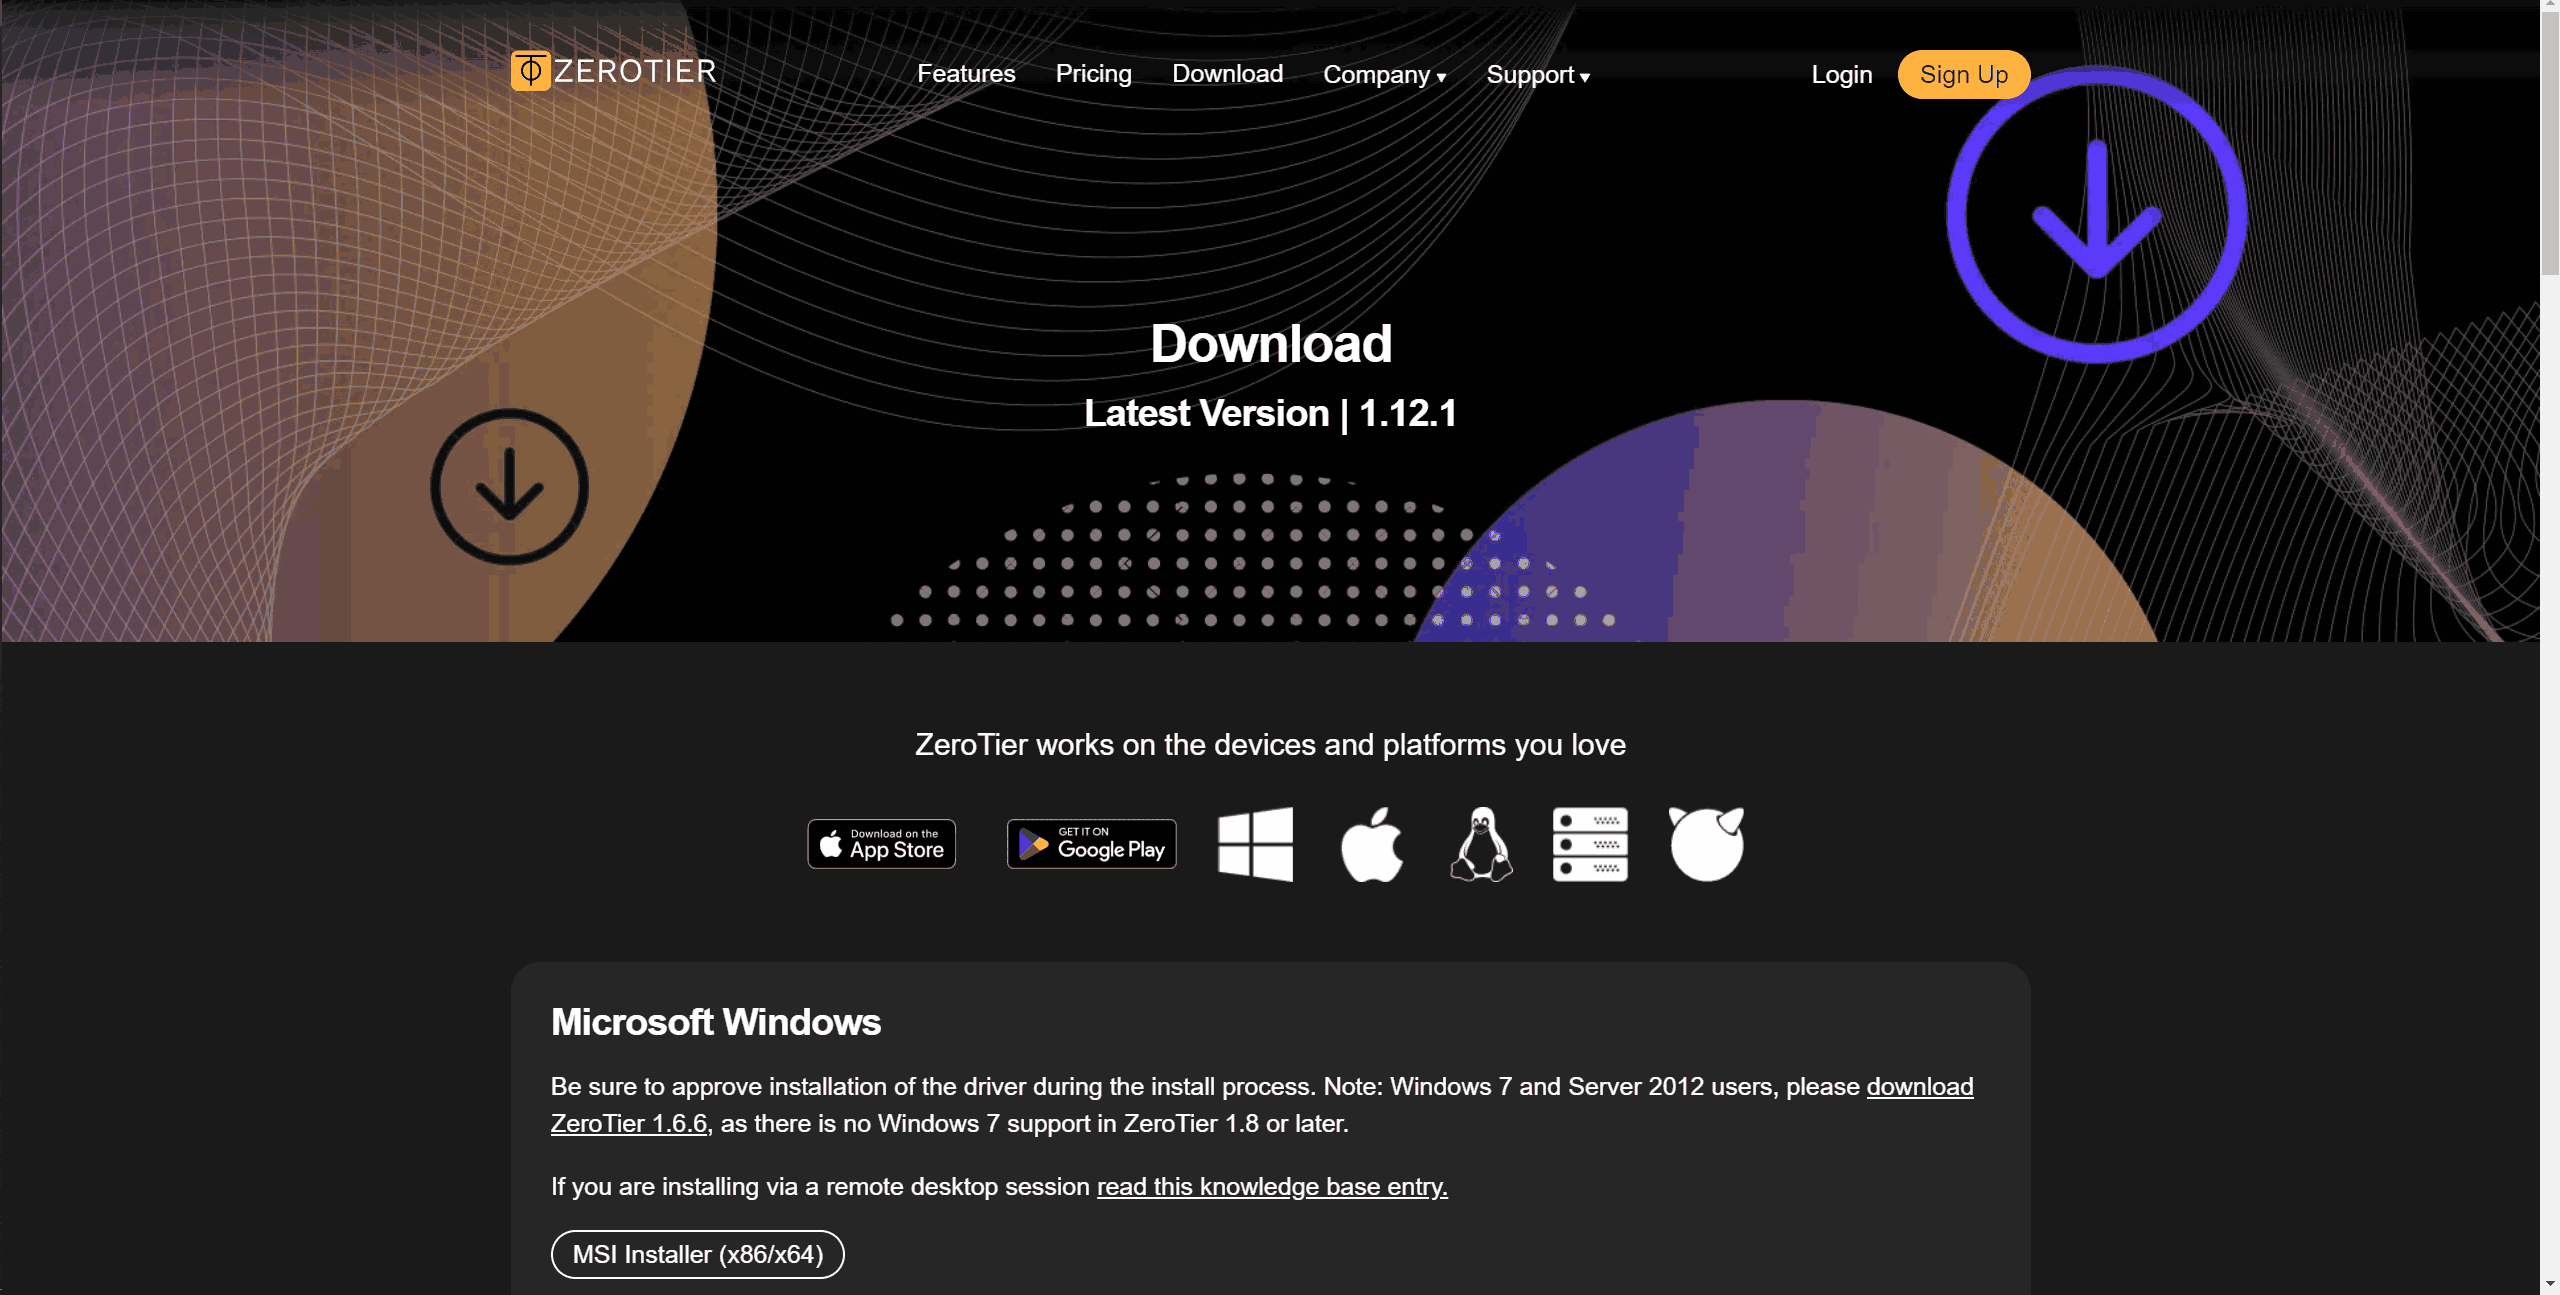 ZEROTIER
Features Pricing Download Company ▾ Support ▾ Login Sign Up
Download
Latest Version | 1.12.1
ZeroTier works on the devices and platforms you love
Download on the
App Store
GET IT ON
Google Play
Microsoft Windows
Be sure to approve installation of the driver during the install process. Note: Windows 7 and Server 2012 users, please download
ZeroTier 1.6.6, as there is no Windows 7 support in ZeroTier 1.8 or later.
If you are installing via a remote desktop session read this knowledge base entry.
MSI Installer (x86/x64)